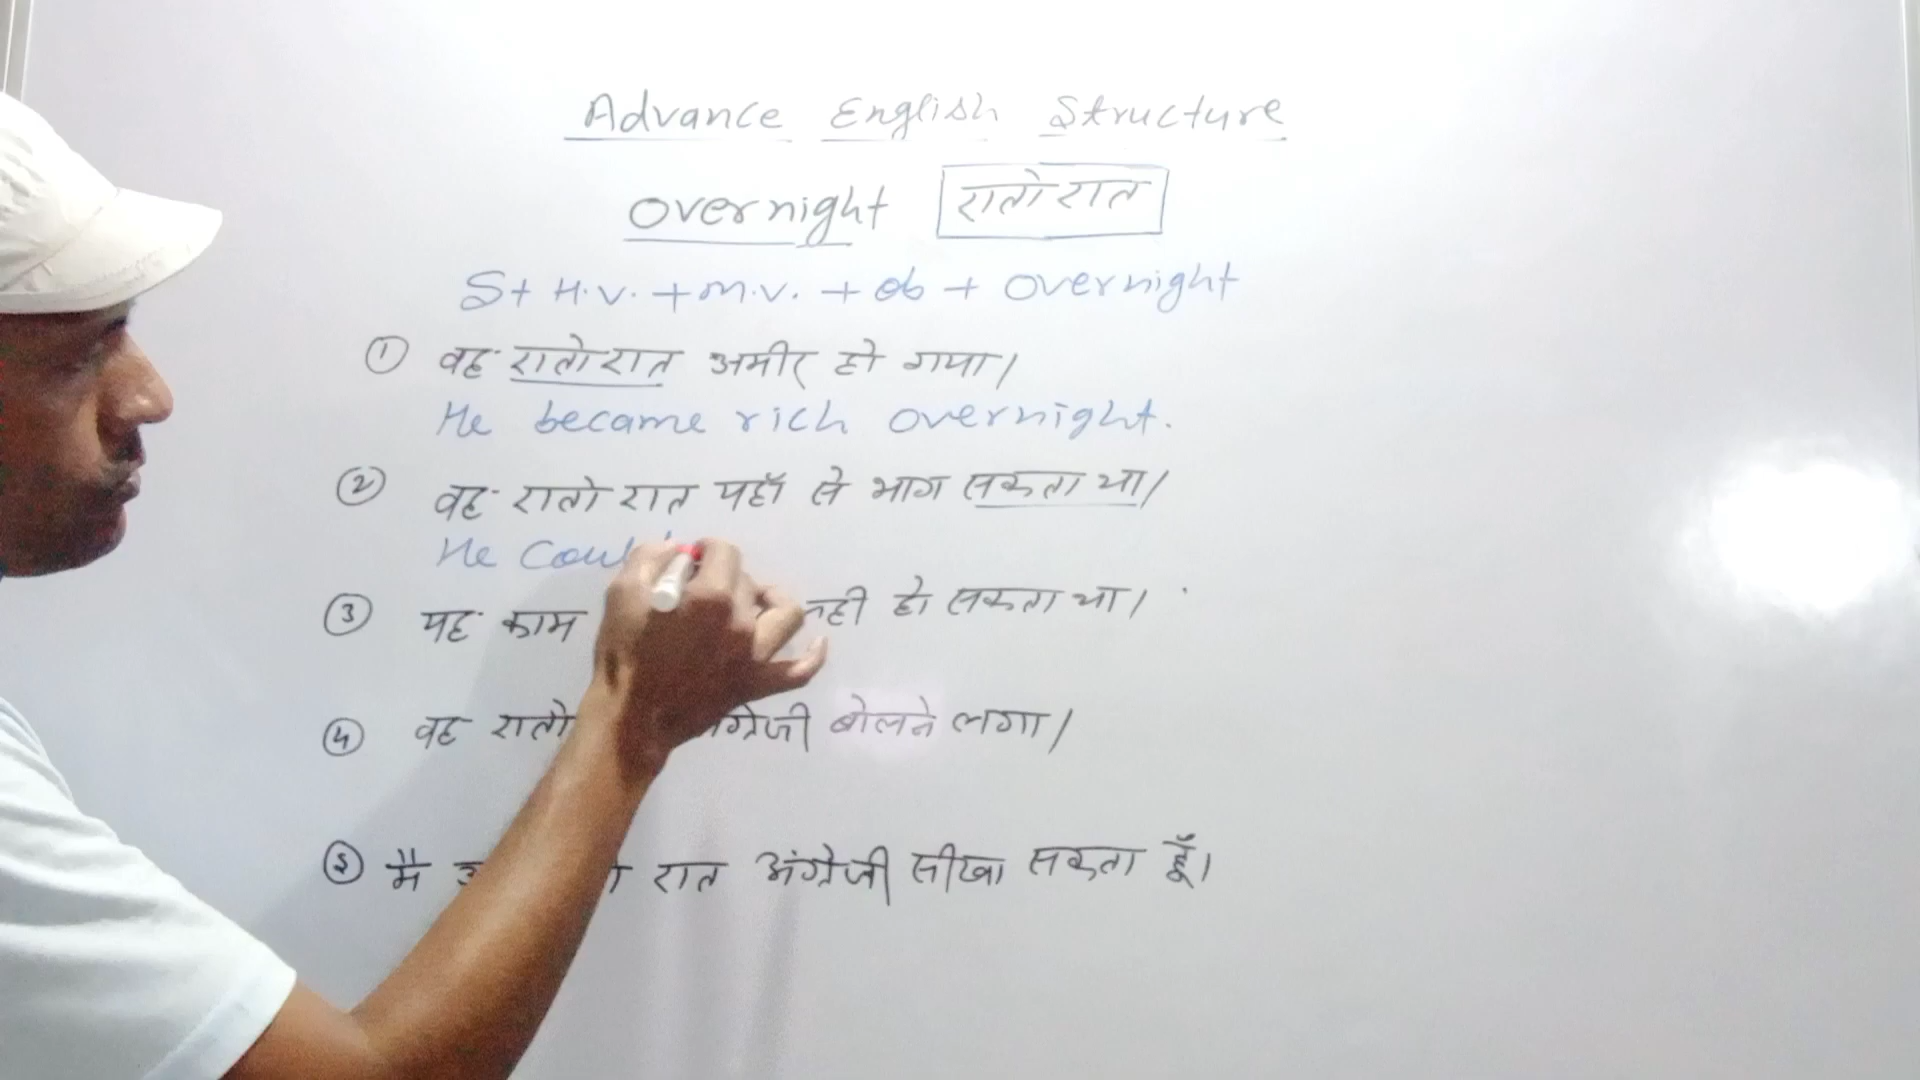 Advance English Structure
overnight रातो रात
S + H.V. + m.v. + ob + overnight
① वह रातो रात अमीर हो गया।
He became rich overnight.
② वह रातो रात यहाँ से भाग सकता था।
He
③ यह काम नही हो सकता था।
④ वह रातो बोलने लगा।
⑤ मैं रात अंग्रेजी सीखा सकता हूँ।